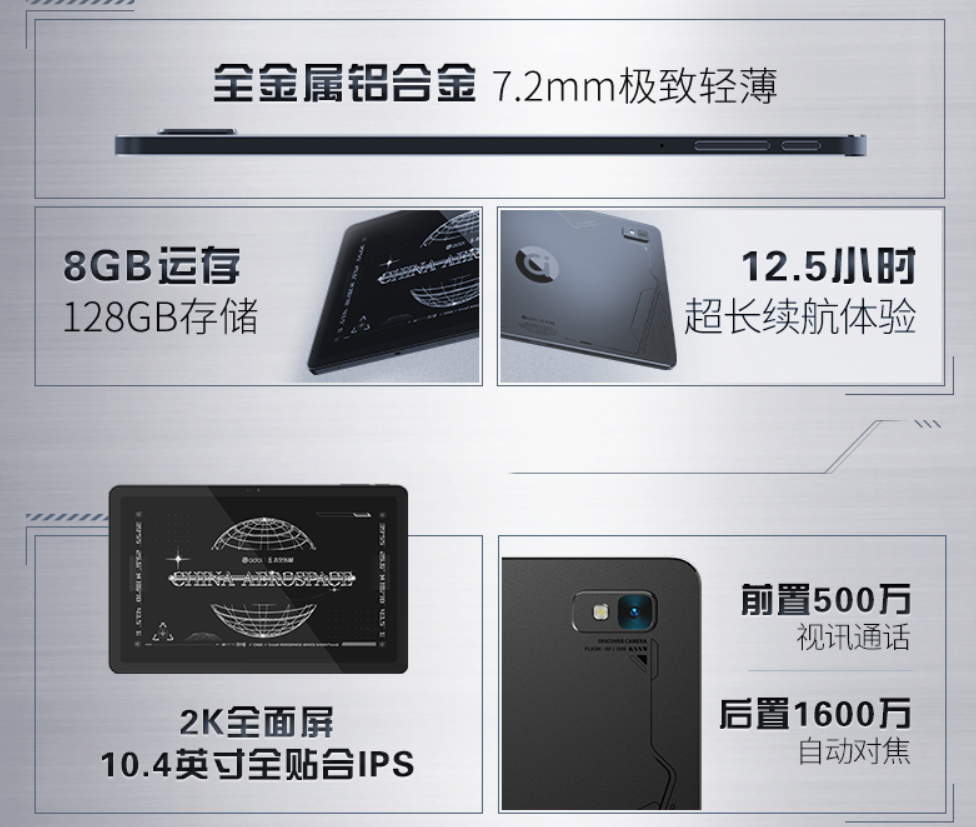 全金属铝合金 7.2mm极致轻薄
8GB运存
128GB存储
12.5小时
超长续航体验
CHINA AEROSPACE
2K全面屏
10.4英寸全贴合IPS
DISCOVER CAMERA
前置500万
视讯通话
后置1600万
自动对焦